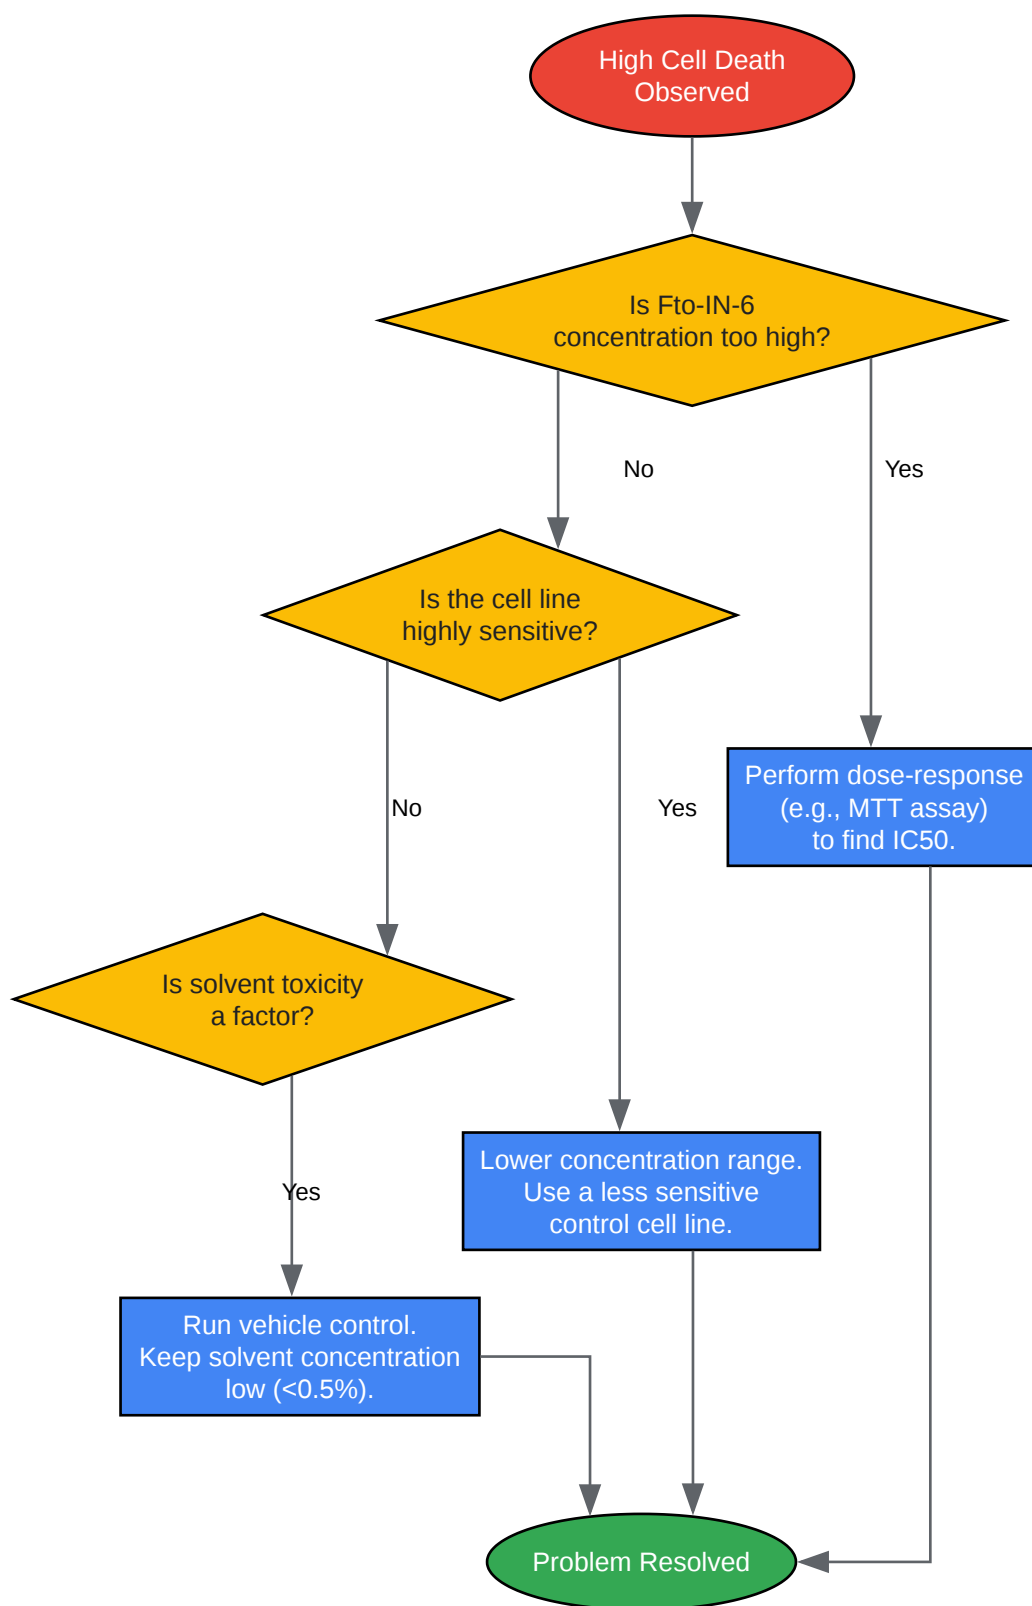 High Cell Death
Observed
Is Fto-IN-6
concentration too high?
No
Yes
Is the cell line
highly sensitive?
Perform dose-response
(e.g., MTT assay)
to find IC50.
No
Yes
Is solvent toxicity
a factor?
Lower concentration range.
Use a less sensitive
control cell line.
Yes
Run vehicle control.
Keep solvent concentration
low (<0.5%).
Problem Resolved